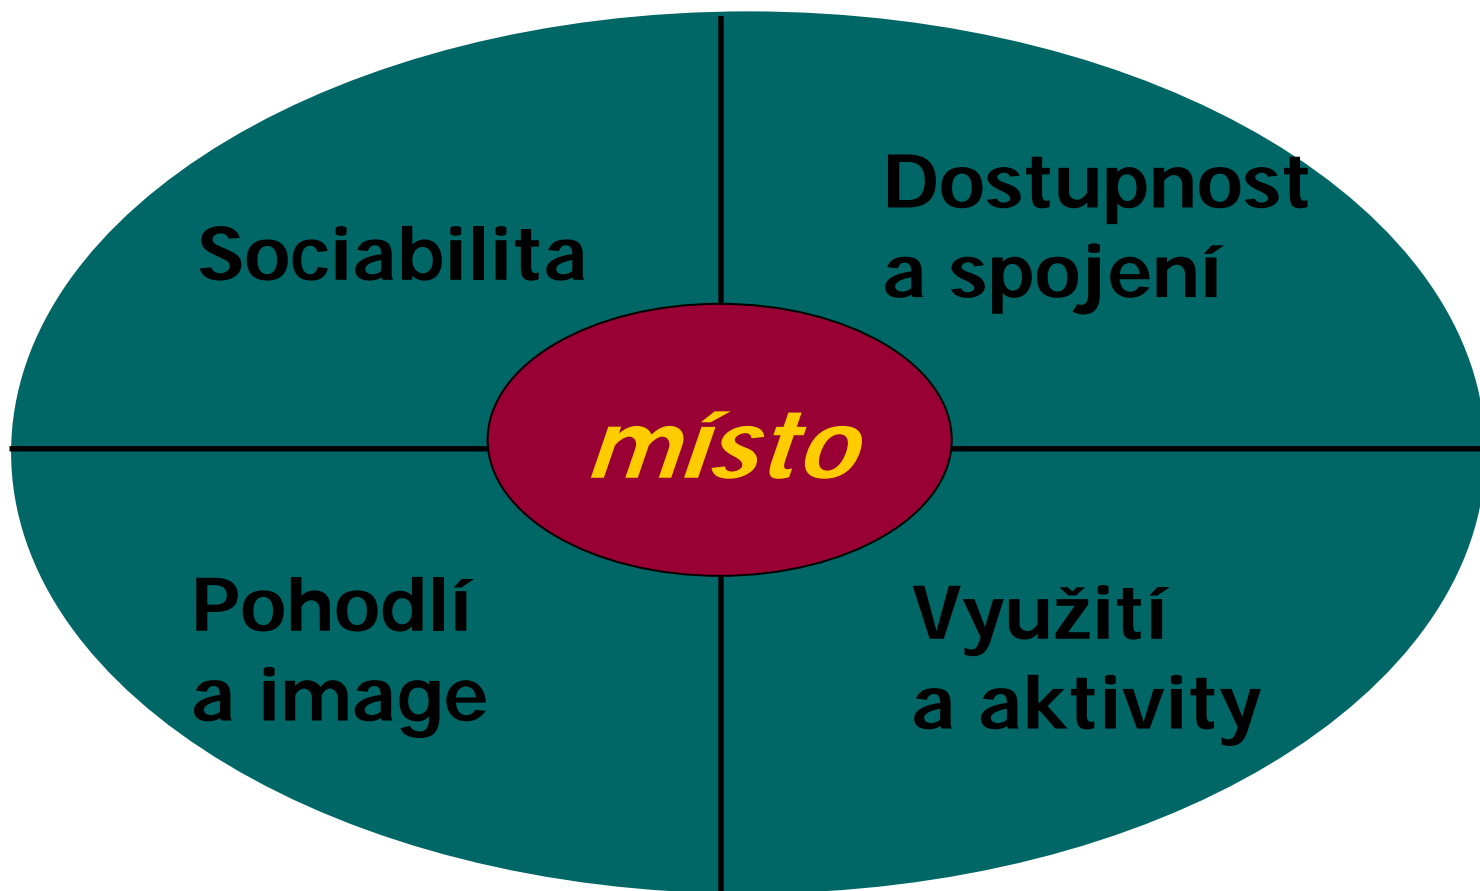 Sociabilita
Dostupnost
a spojení
místo
Pohodlí
a image
Využití
a aktivity